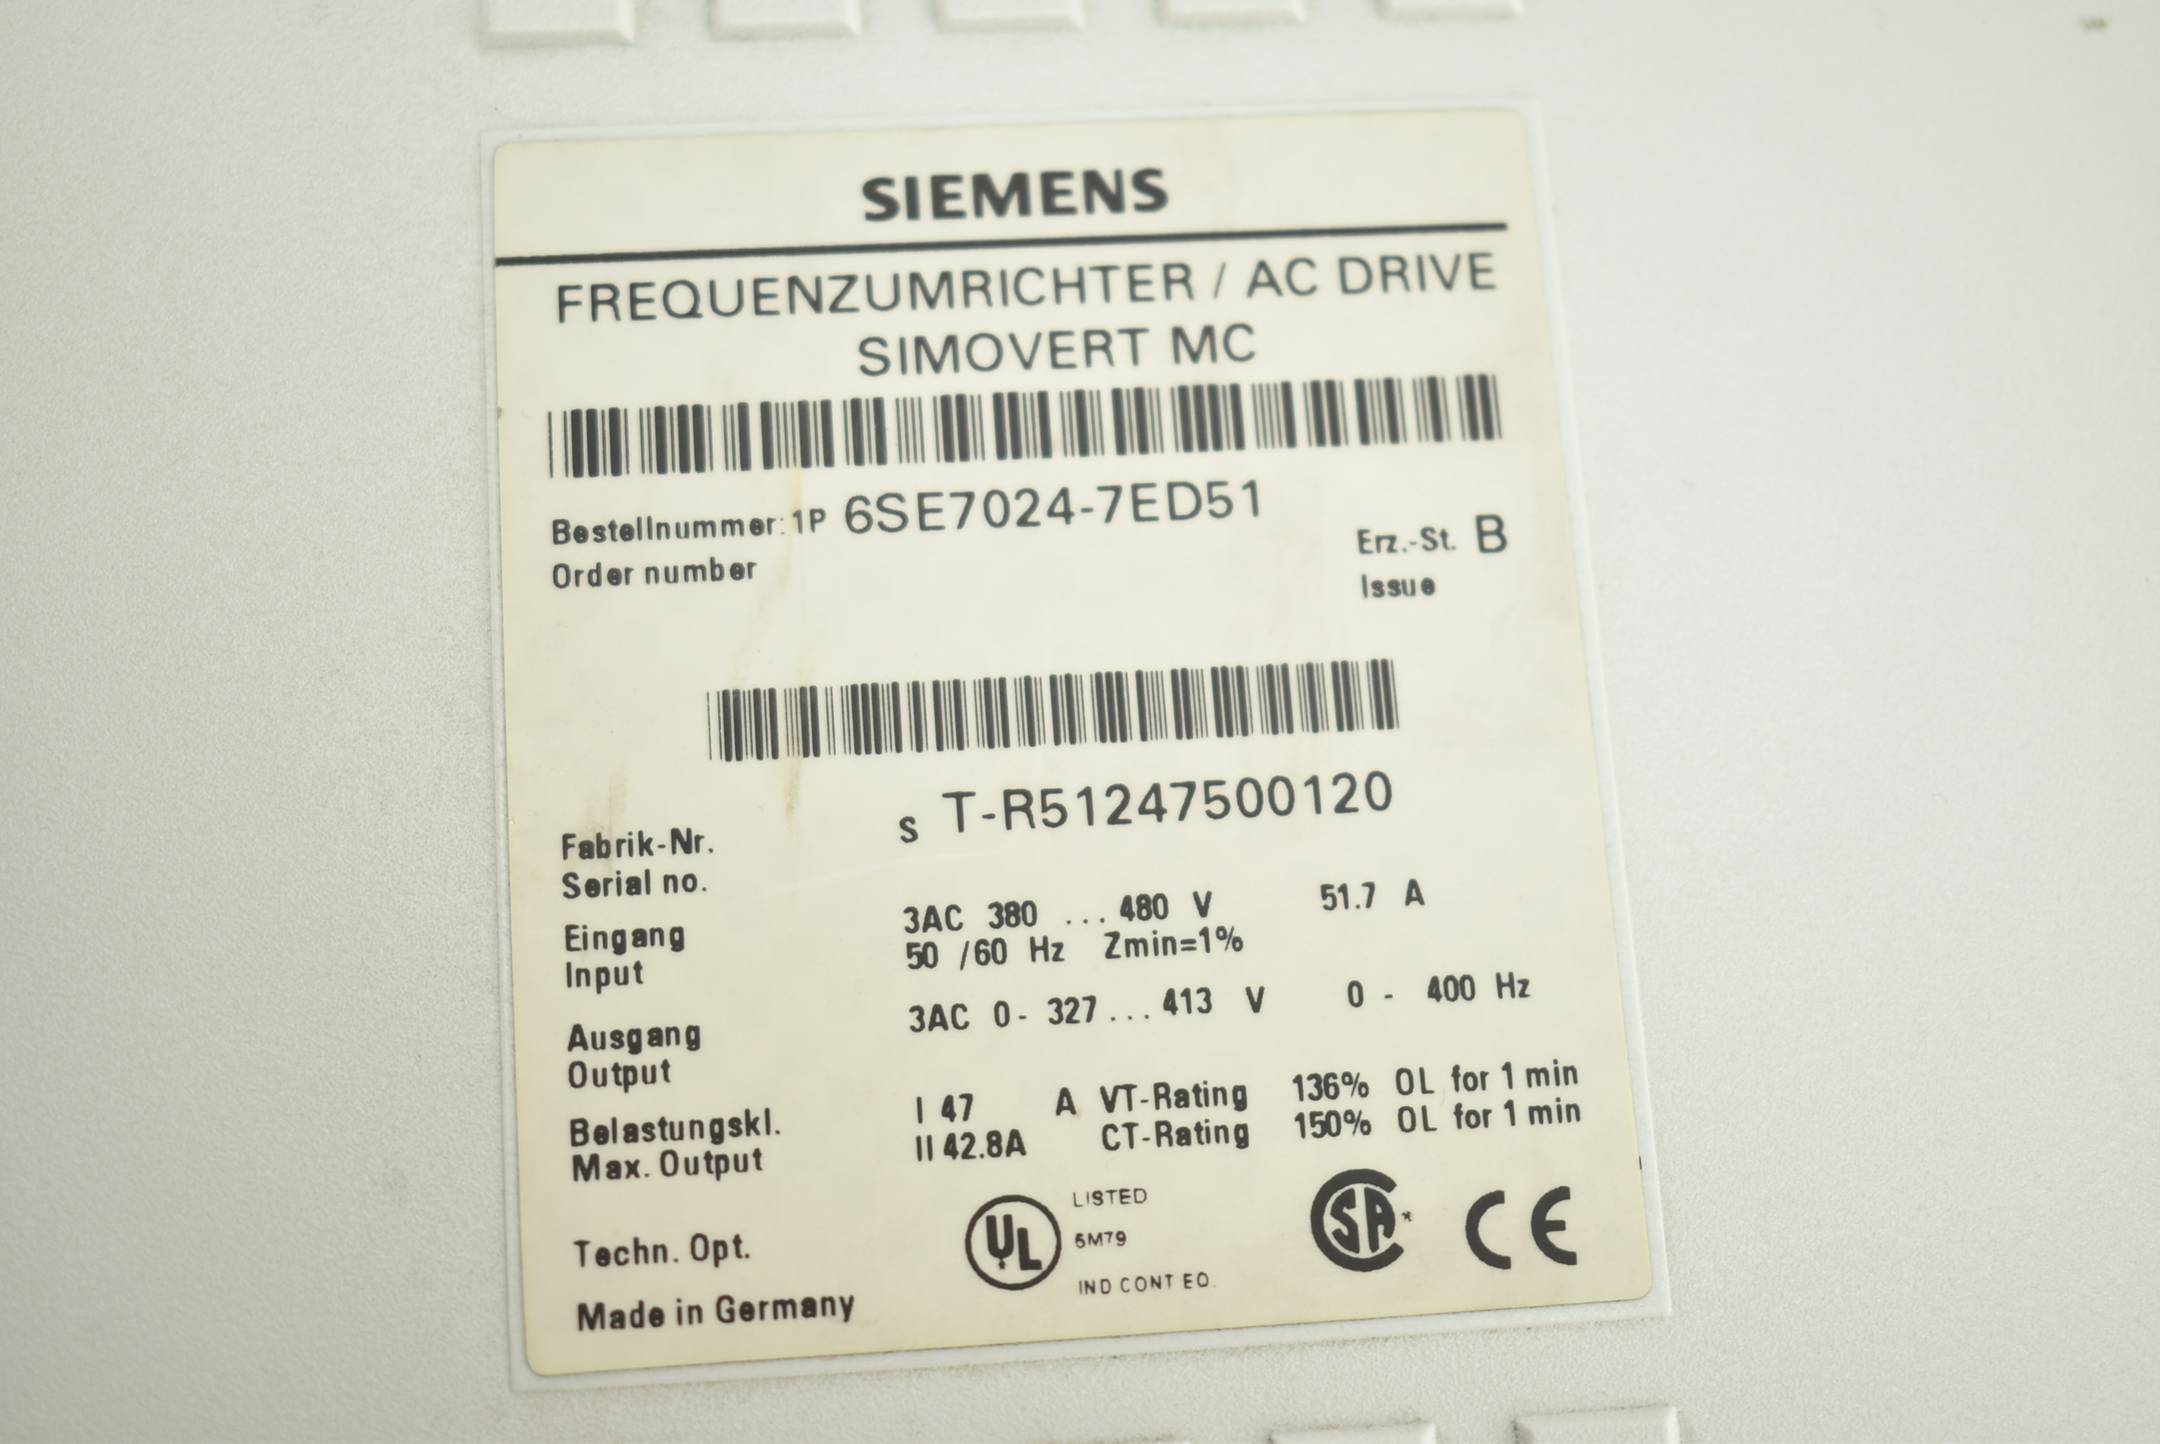 SIEMENS
FREQUENZUMRICHTER / AC DRIVE
SIMOVERT MC
Bestellnummer: 1P 6SE7024-7ED51
Order number
Erz.-St. B
Issue
s T-R51247500120
Fabrik-Nr.
Serial no.
Eingang 3AC 380 ... 480 V 51.7 A
Input 50 /60 Hz Zmin=1%
Ausgang 3AC 0- 327 ... 413 V 0 - 400 Hz
Output
Belastungskl. I 47 A VT-Rating 136% OL for 1 min
Max. Output II 42.8A CT-Rating 150% OL for 1 min
Techn. Opt.
UL LISTED
5M79
IND CONT EQ.
SA
CE
Made in Germany